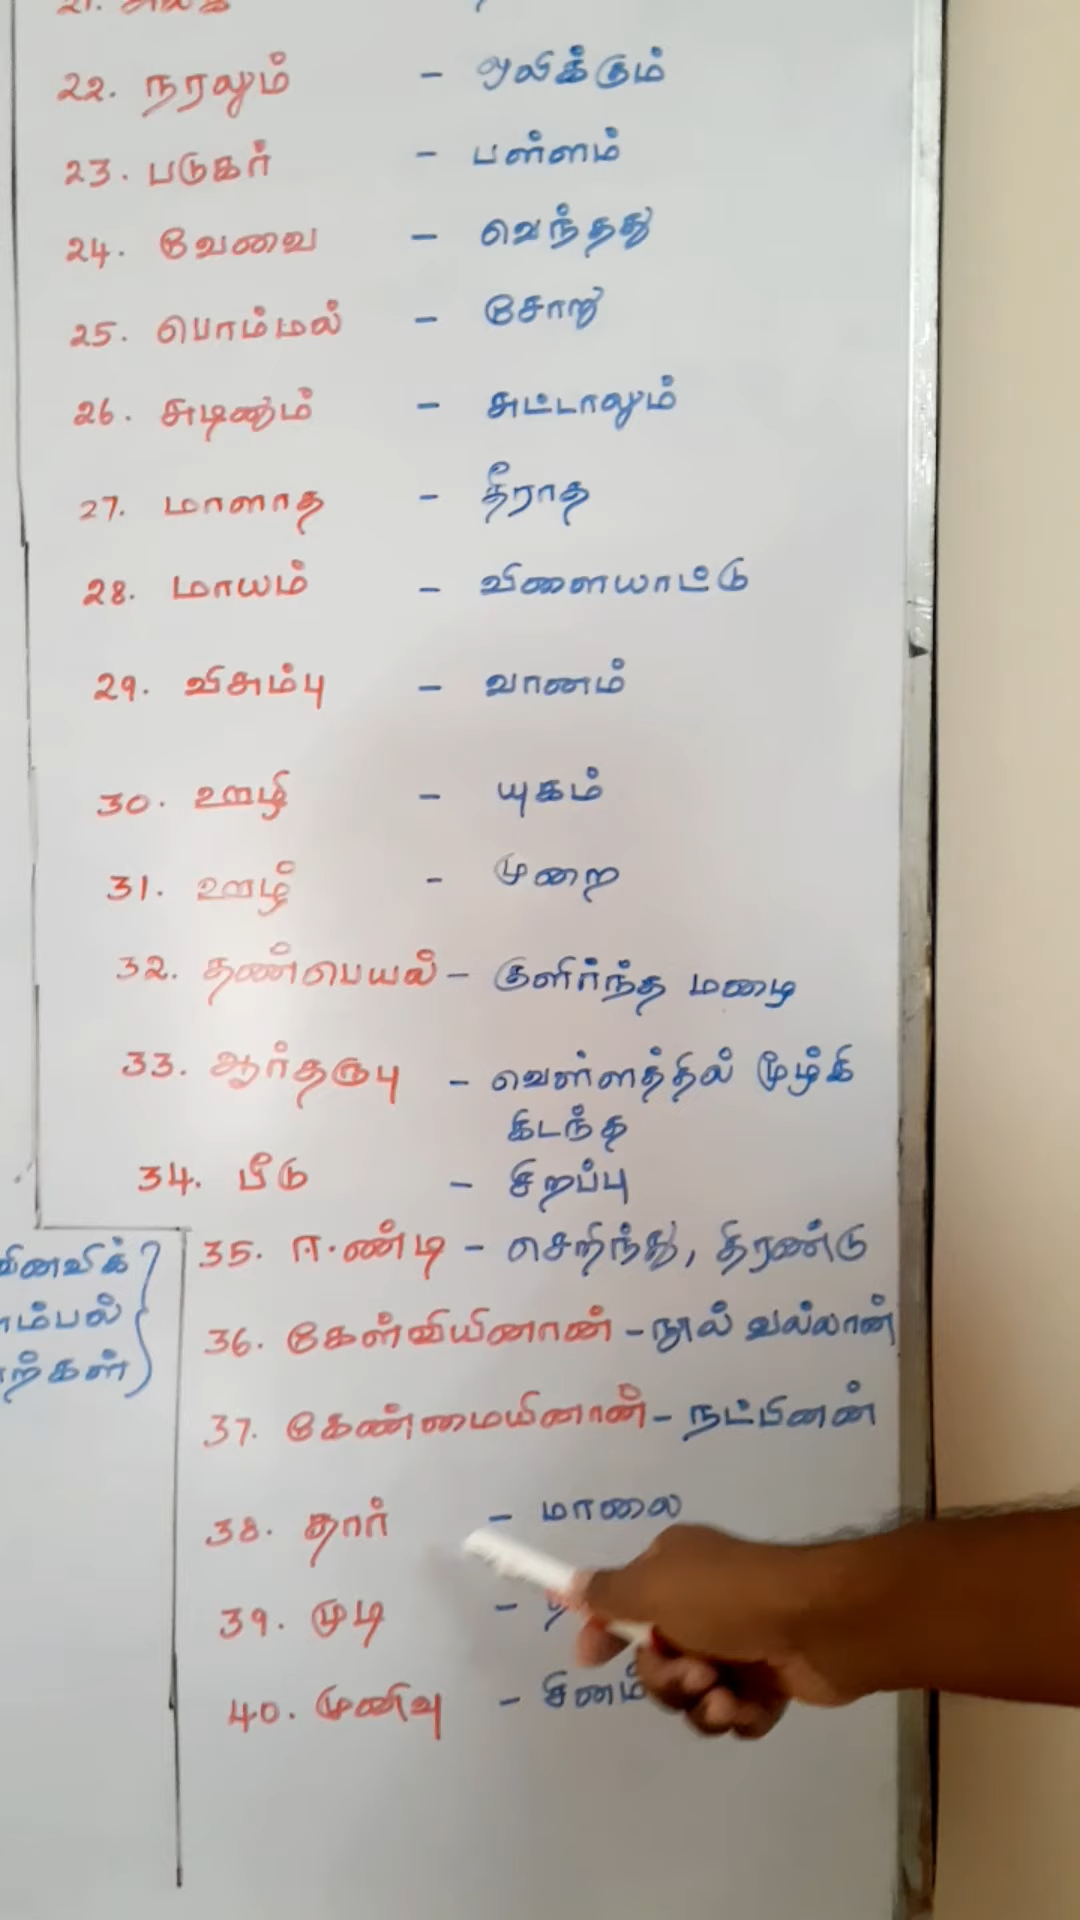 22. நரலும் - ஒலிக்கும்
23. படுகர் - பள்ளம்
24. வேவை - வெந்தது
25. பொம்மல் - சோறு
26. சுடினும் - சுட்டாலும்
27. மாளாத - தீராத
28. மாயம் - விளையாட்டு
29. விசும்பு - வானம்
30. ஊழி - யுகம்
31. ஊழ் - முறை
32. தண்பெயல் - குளிர்ந்த மழை
33. ஆர்தருபு - வெள்ளத்தில் மூழ்கி
கிடந்த
34. பீடு - சிறப்பு
35. ஈண்டி - செறிந்து, திரண்டு
36. கேள்வியினான் - நூல் வல்லான்
37. கேண்மையினான் - நட்பினன்
38. தார் - மாலை
39. முடி -
40. முனிவு - சினம்